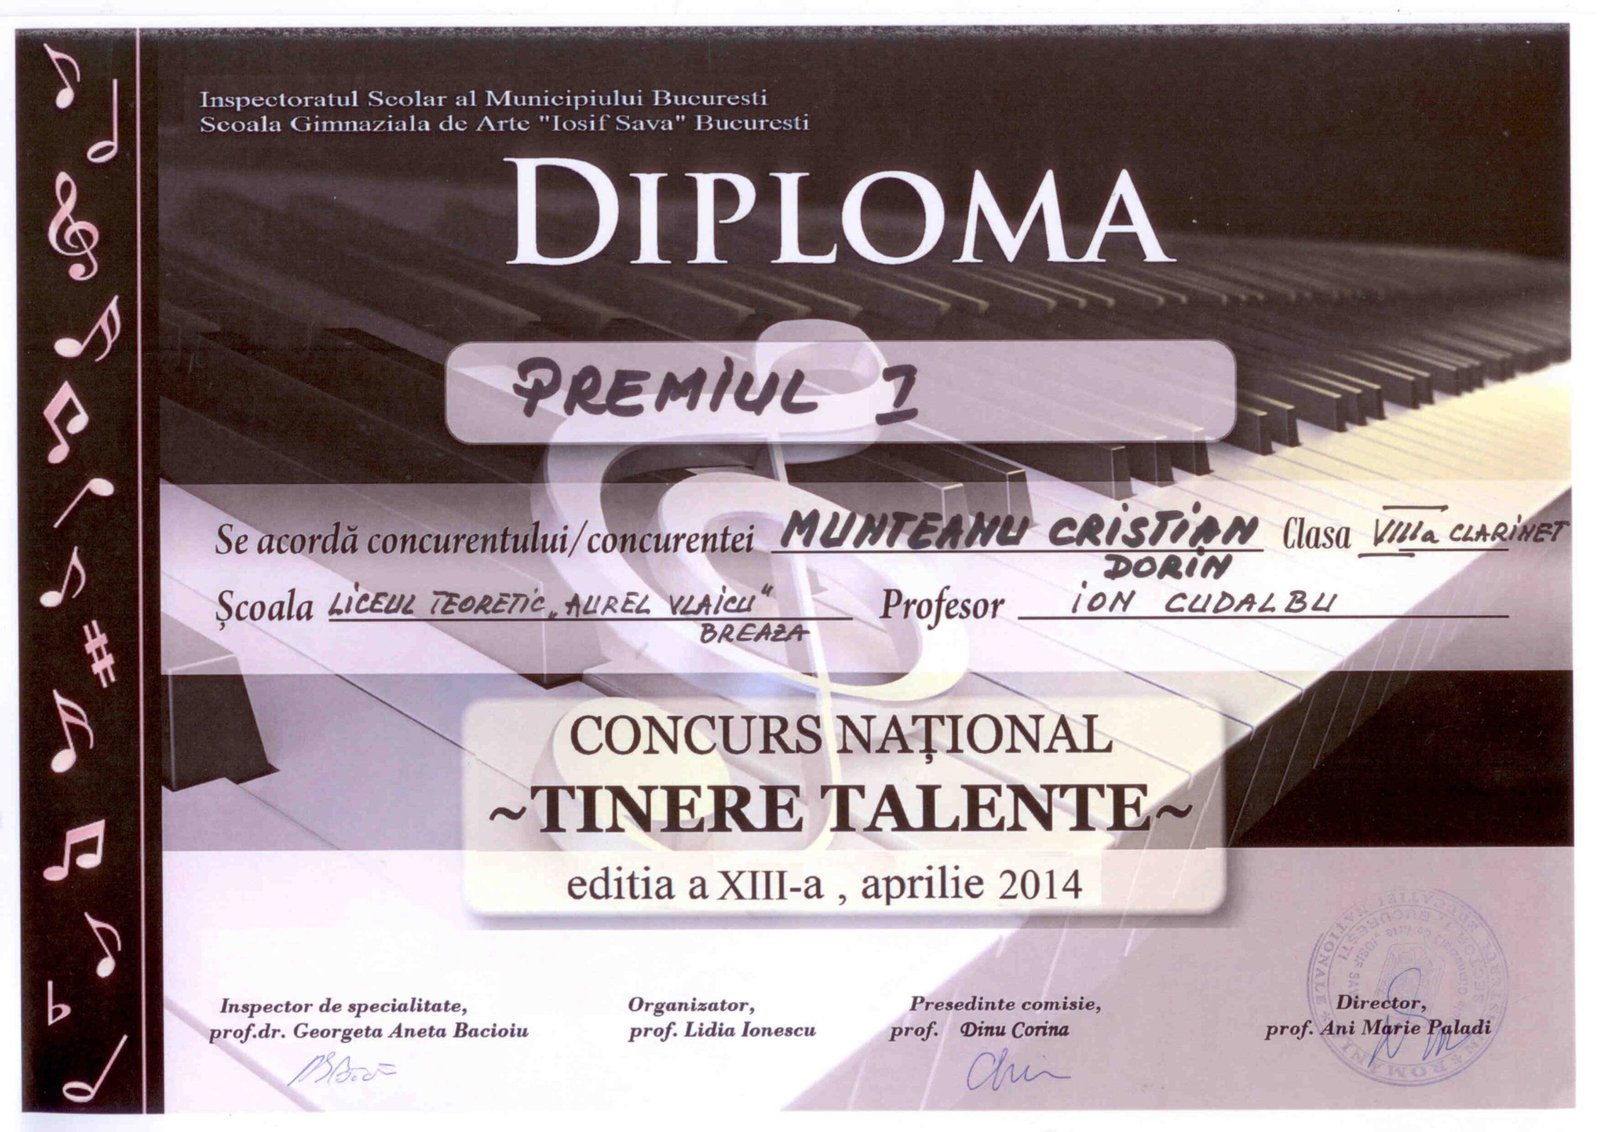 Inspectoratul Scolar al Municipiului Bucuresti
Scoala Gimnaziala de Arte "Iosif Sava" Bucuresti
DIPLOMA
PREMIUL I
Se acordă concurentului/concurentei MUNTEANU CRISTIAN Clasa VIII a CLARINET
DORIN
Școala LICEUL TEORETIC „AUREL VLAICU" Profesor ION CUDALBU
BREAZA
CONCURS NAȚIONAL
~TINERE TALENTE~
editia a XIII-a , aprilie 2014
Inspector de specialitate, Organizator, Presedinte comisie, Director,
prof.dr. Georgeta Aneta Bacioiu prof. Lidia Ionescu prof. Dinu Corina prof. Ani Marie Paladi